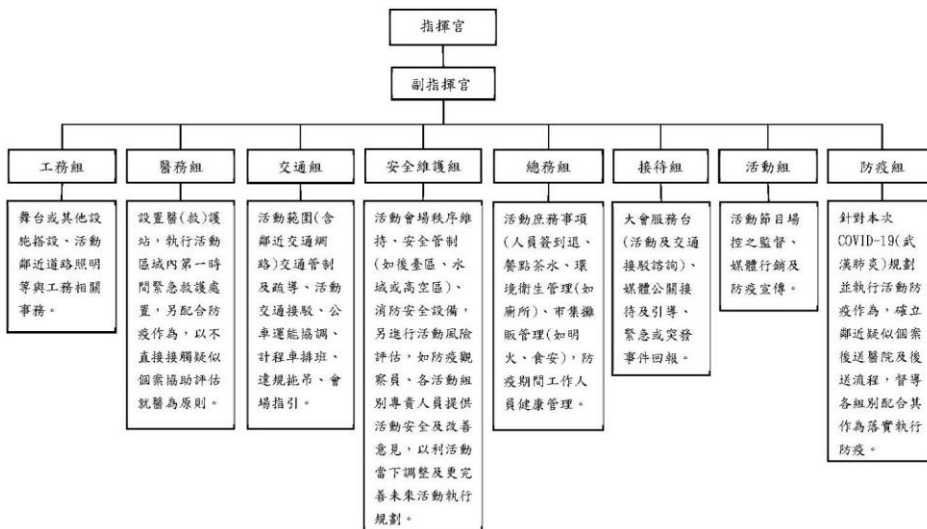 指揮官
副指揮官
工務組
舞台或其他設
施搭設、活動
鄰近道路照明
等與工務相關
事務。
醫務組
設置醫(救)護
站，執行活動
區域內第一時
間緊急救護處
置，另配合防
疫作為，以不
直接接觸疑似
個案協助評估
就醫為原則。
交通組
活動範圍(含
鄰近交通網
路)交通管制
及疏導、活動
交通接駁、公
車運能協調、
計程車排班、
違規拖吊、會
場指引。
安全維護組
活動會場秩序維
持、安全管制
(如後臺區、水
域或高空區)、
消防安全設備，
另進行活動風險
評估，如防疫觀
察員、各活動組
別專責人員提供
活動安全及改善
意見，以利活動
當下調整及更完
善未來活動執行
規劃。
總務組
活動庶務事項
(人員簽到退、
餐點茶水、環
境衛生管理(如
廁所)、市集攤
販管理(如明
火、食安)，防
疫期間工作人
員健康管理。
接待組
大會服務台
(活動及交通
接駁諮詢)、
媒體公關接
待及引導、
緊急或突發
事件回報。
活動組
活動節目場
控之監督、
媒體行銷及
防疫宣傳。
防疫組
針對本次
COVID-19(武
漢肺炎)規劃
並執行活動防
疫作為，確立
鄰近疑似個案
後送醫院及後
送流程，督導
各組別配合其
作為落實執行
防疫。